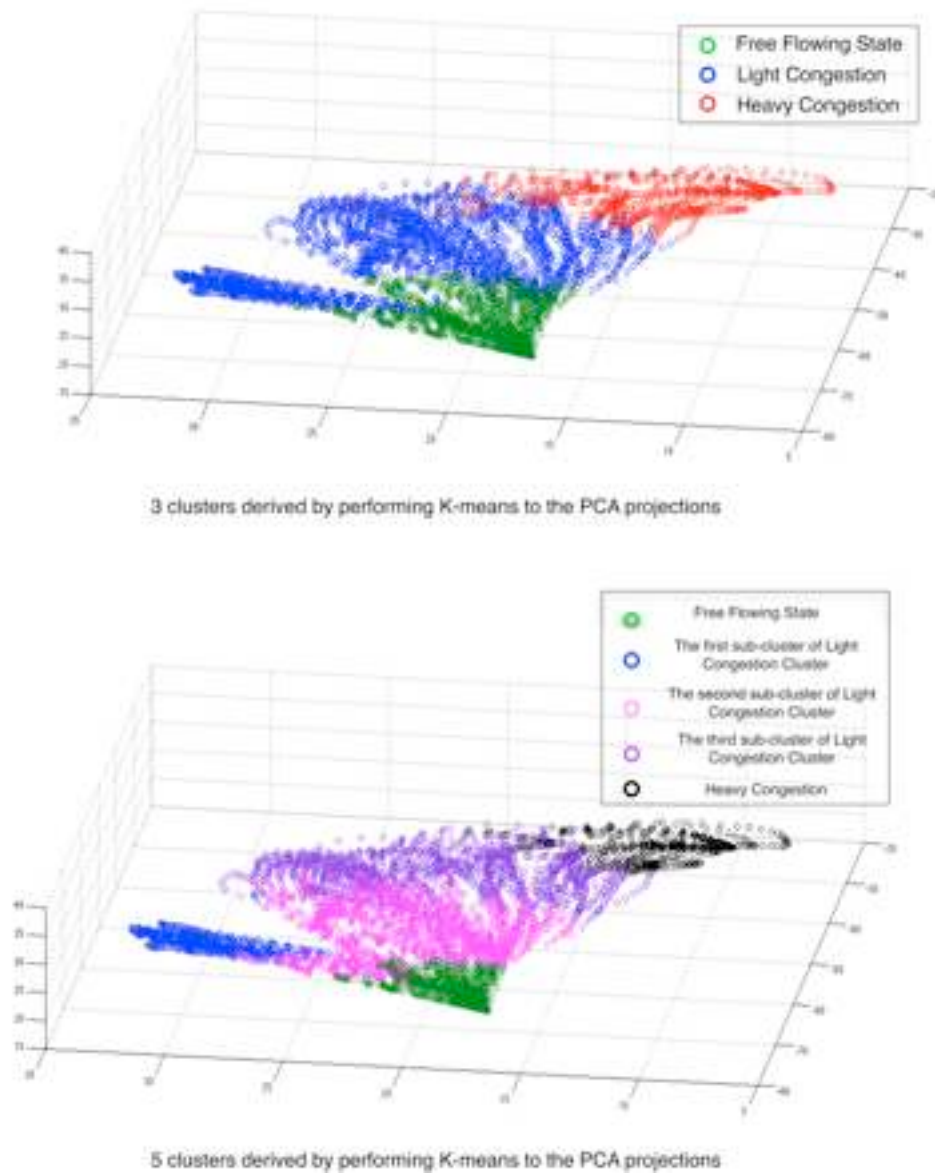 Free Flowing State
Light Congestion
Heavy Congestion
3 clusters derived by performing K-means to the PCA projections
Free Flowing State
The first sub-cluster of Light
Congestion Cluster
The second sub-cluster of Light
Congestion Cluster
The third sub-cluster of Light
Congestion Cluster
Heavy Congestion
5 clusters derived by performing K-means to the PCA projections